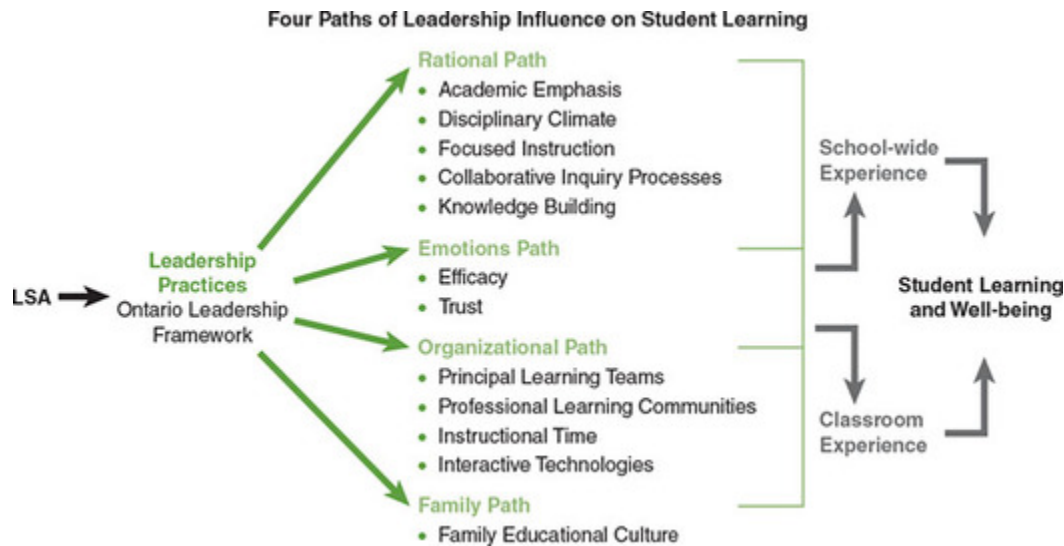 Four Paths of Leadership Influence on Student Learning
Rational Path
• Academic Emphasis
• Disciplinary Climate
• Focused Instruction
• Collaborative Inquiry Processes
• Knowledge Building
Emotions Path
• Efficacy
• Trust
Organizational Path
• Principal Learning Teams
• Professional Learning Communities
• Instructional Time
• Interactive Technologies
Family Path
• Family Educational Culture
LSA
Leadership
Practices
Ontario Leadership
Framework
School-wide
Experience
Classroom
Experience
Student Learning
and Well-being